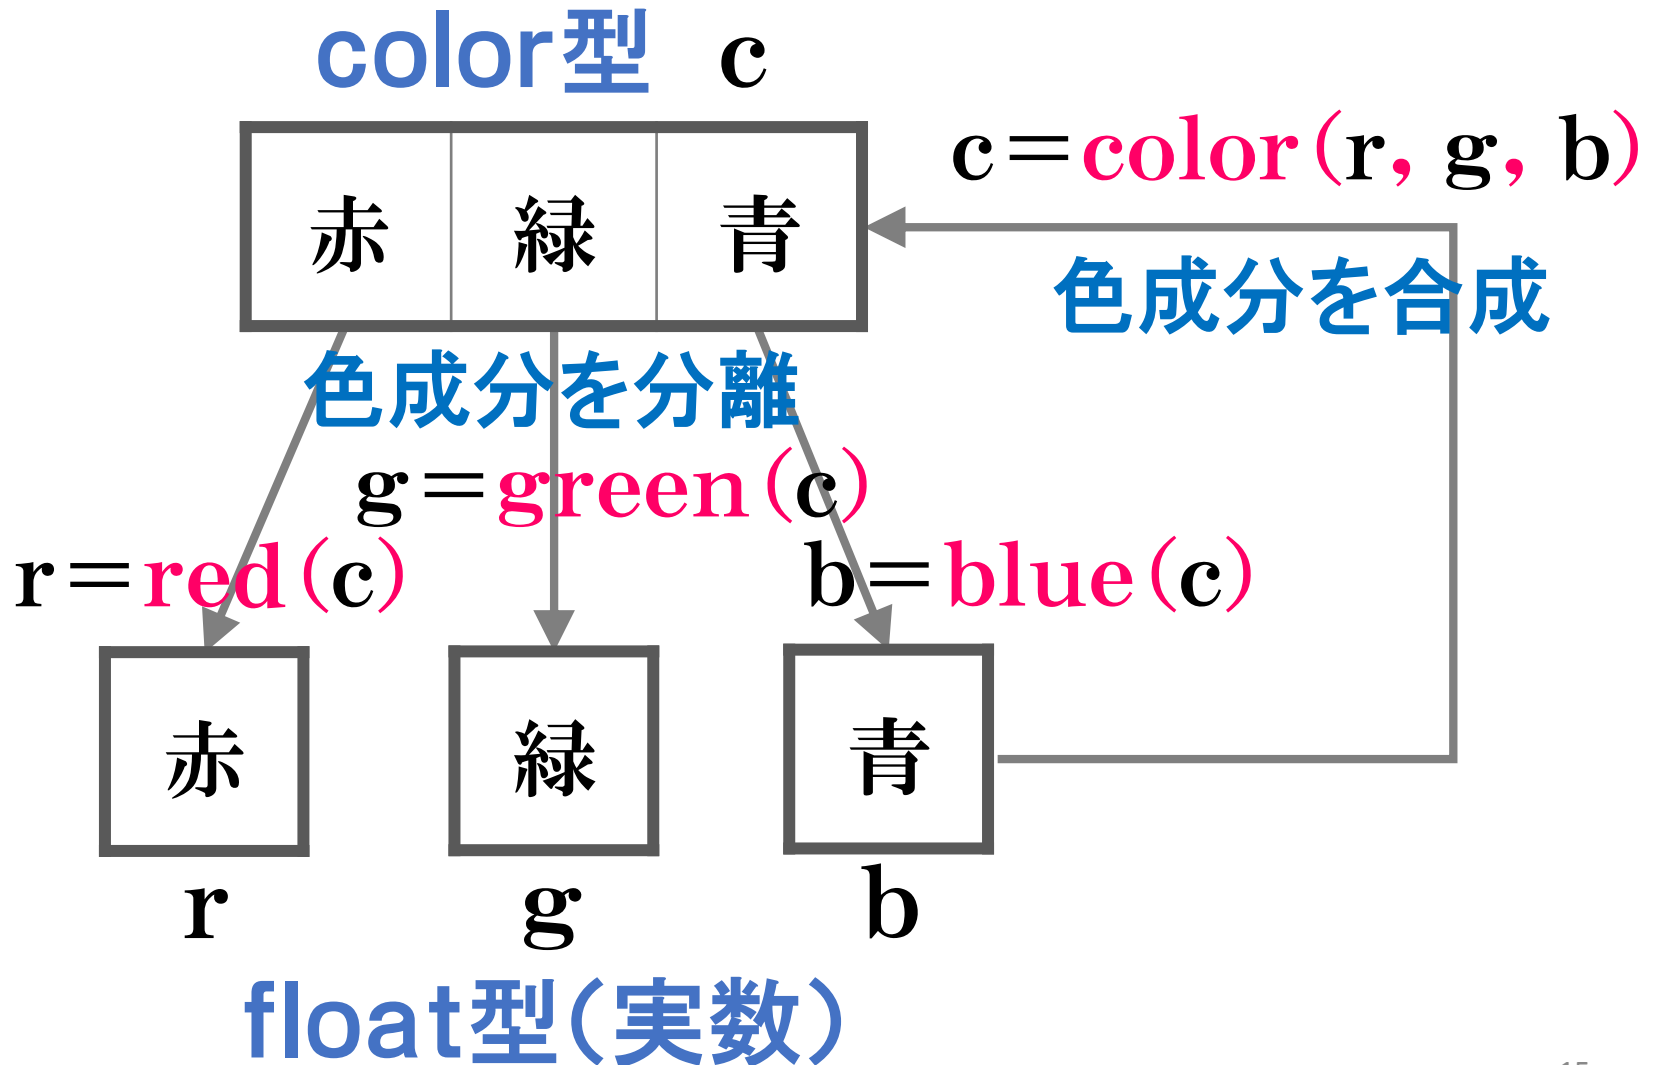 color型 c
c=color(r, g, b)
赤 緑 青
色成分を合成
色成分を分離
g=green(c)
r=red(c)
b=blue(c)
赤 緑 青
r g b
float型(実数)